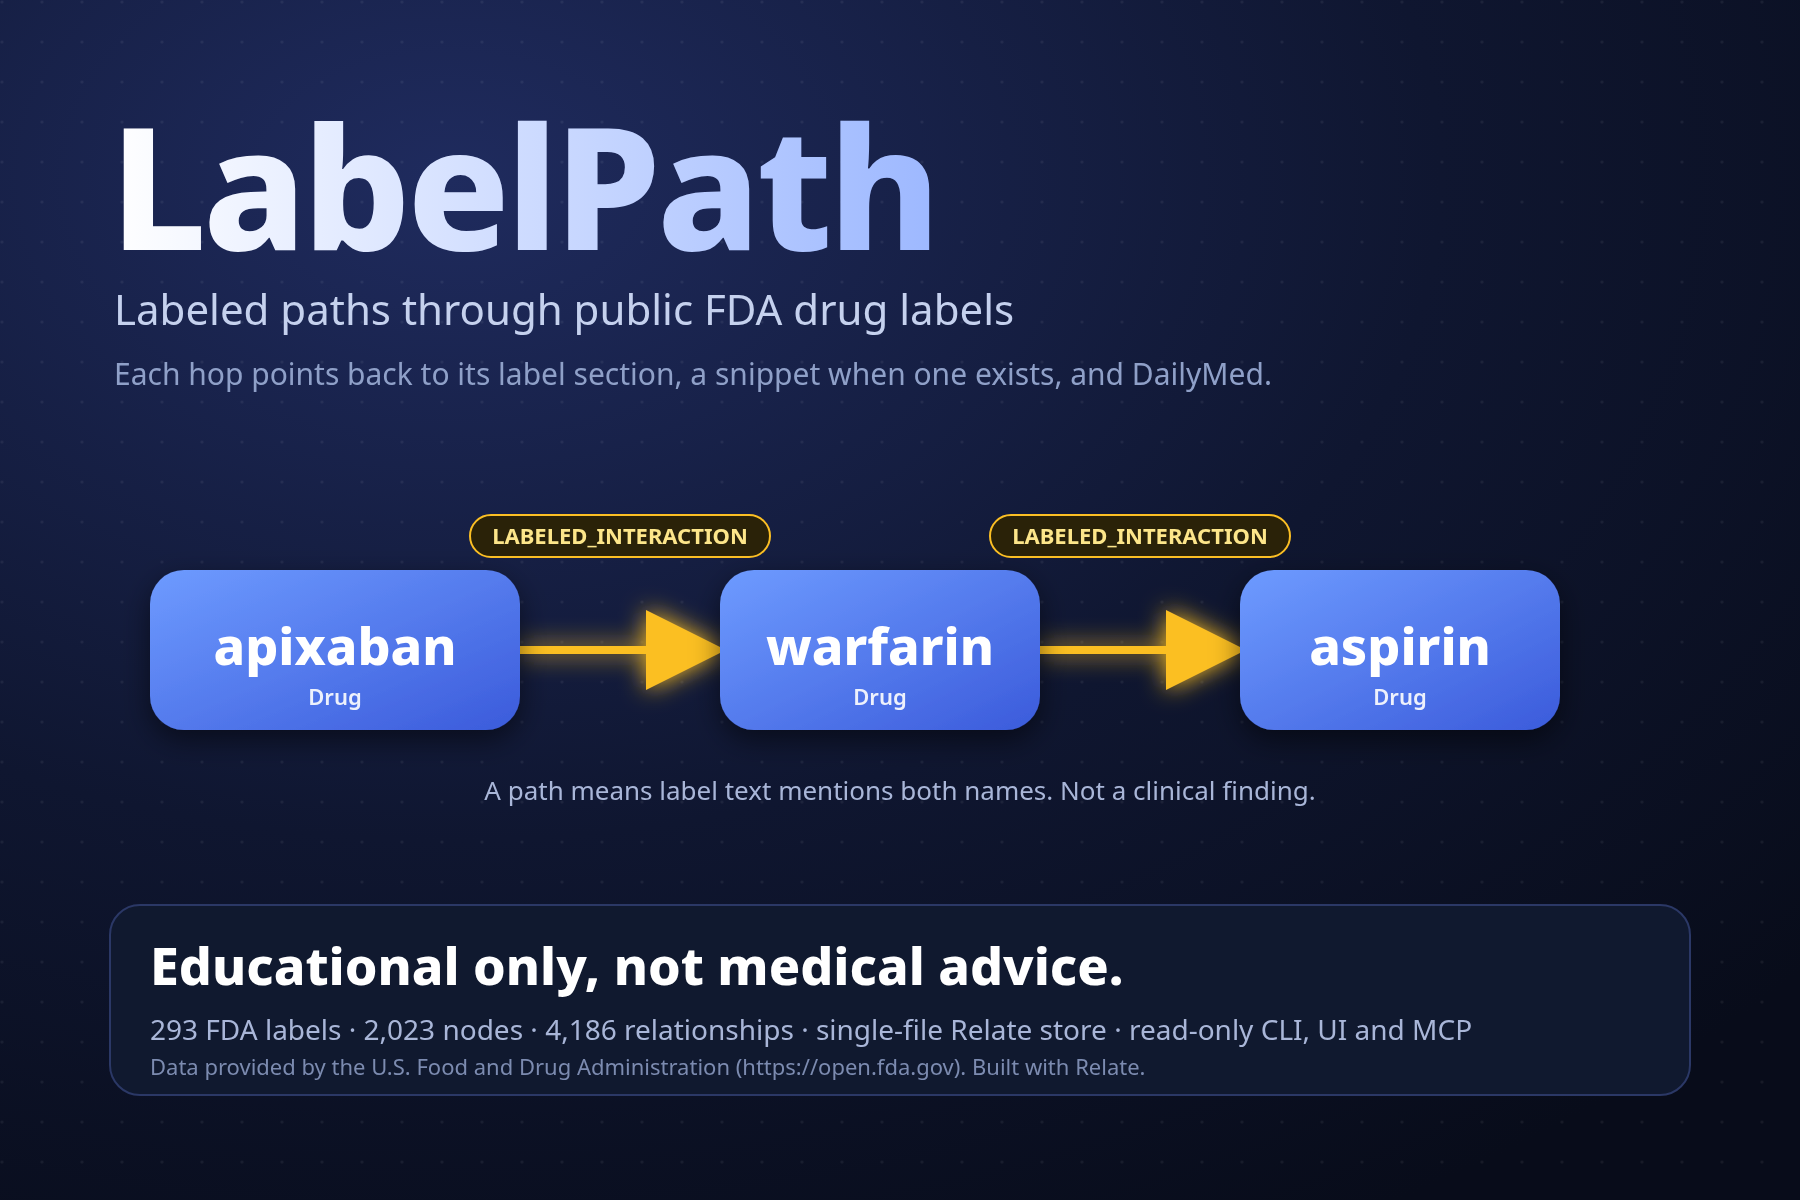 LabelPath
Labeled paths through public FDA drug labels
Each hop points back to its label section, a snippet when one exists, and DailyMed.
LABELED_INTERACTION
LABELED_INTERACTION
apixaban
Drug
warfarin
Drug
aspirin
Drug
A path means label text mentions both names. Not a clinical finding.
Educational only, not medical advice.
293 FDA labels · 2,023 nodes · 4,186 relationships · single-file Relate store · read-only CLI, UI and MCP
Data provided by the U.S. Food and Drug Administration (https://open.fda.gov). Built with Relate.